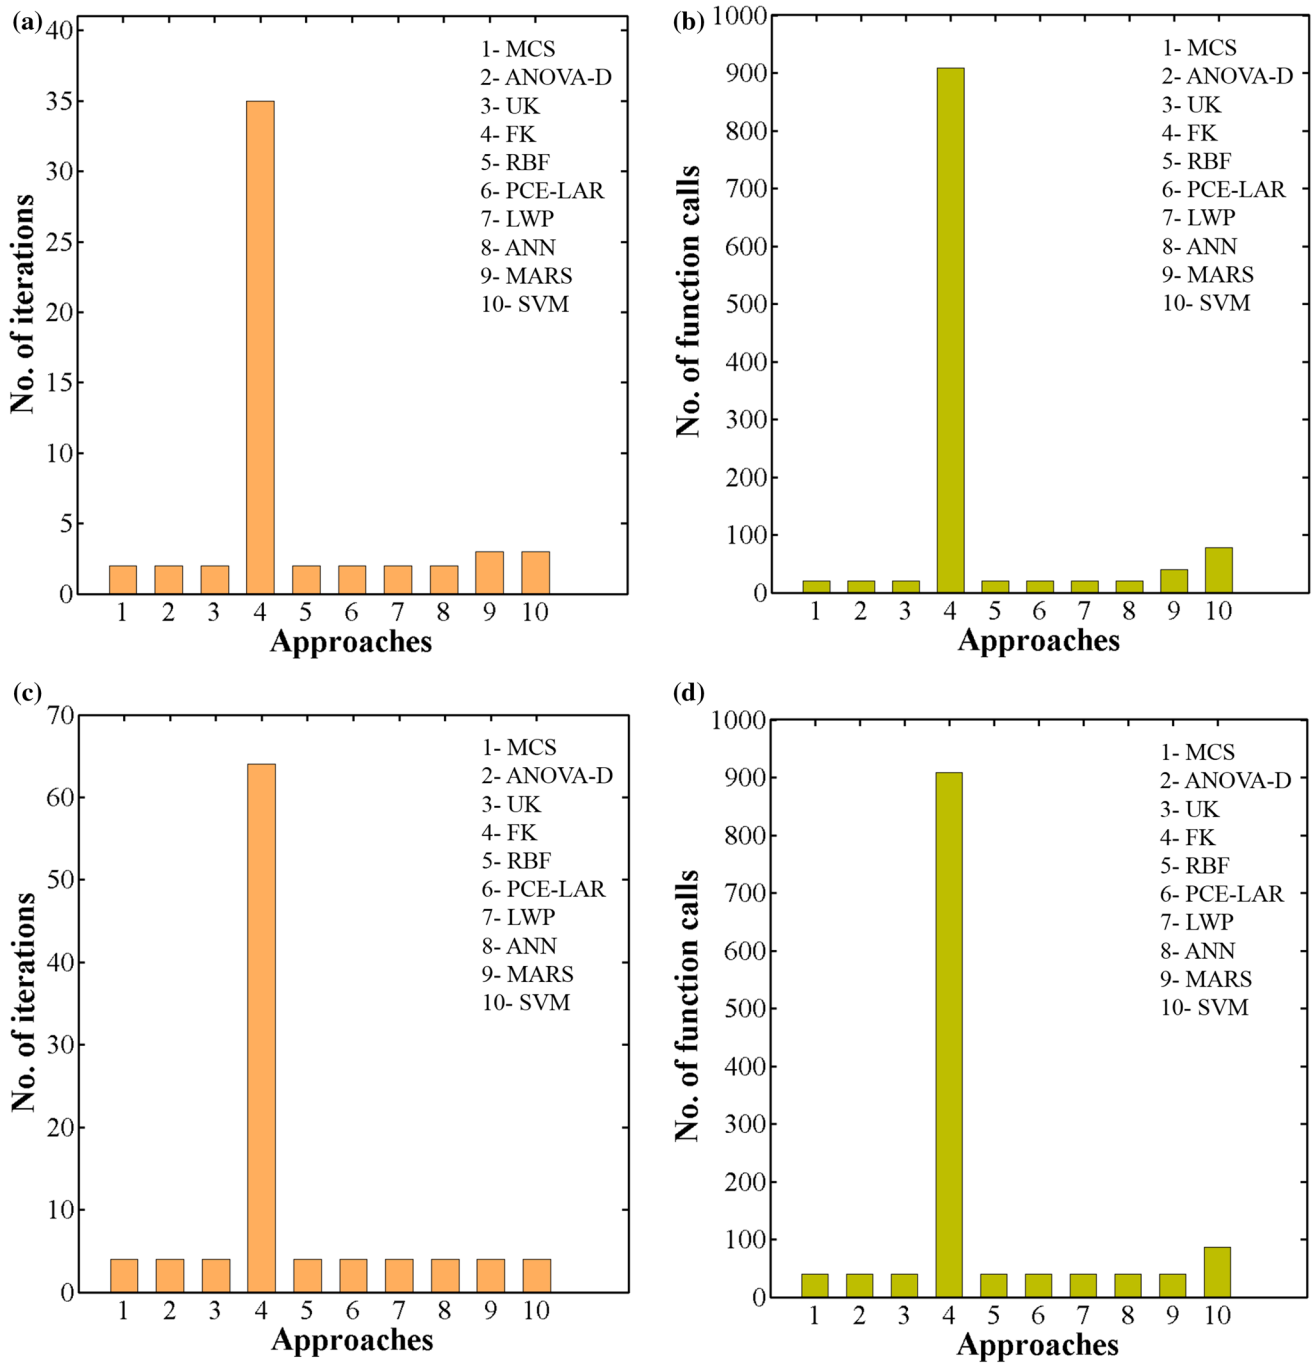 (a)
40
35
30
25
20
15
10
5
0
No. of iterations
1- MCS
2- ANOVA-D
3- UK
4- FK
5- RBF
6- PCE-LAR
7- LWP
8- ANN
9- MARS
10- SVM
1 2 3 4 5 6 7 8 9 10
Approaches
(b)
1000
900
800
700
600
500
400
300
200
100
0
No. of function calls
1- MCS
2- ANOVA-D
3- UK
4- FK
5- RBF
6- PCE-LAR
7- LWP
8- ANN
9- MARS
10- SVM
1 2 3 4 5 6 7 8 9 10
Approaches
(c)
70
60
50
40
30
20
10
0
No. of iterations
1- MCS
2- ANOVA-D
3- UK
4- FK
5- RBF
6- PCE-LAR
7- LWP
8- ANN
9- MARS
10- SVM
1 2 3 4 5 6 7 8 9 10
Approaches
(d)
1000
900
800
700
600
500
400
300
200
100
0
No. of function calls
1- MCS
2- ANOVA-D
3- UK
4- FK
5- RBF
6- PCE-LAR
7- LWP
8- ANN
9- MARS
10- SVM
1 2 3 4 5 6 7 8 9 10
Approaches